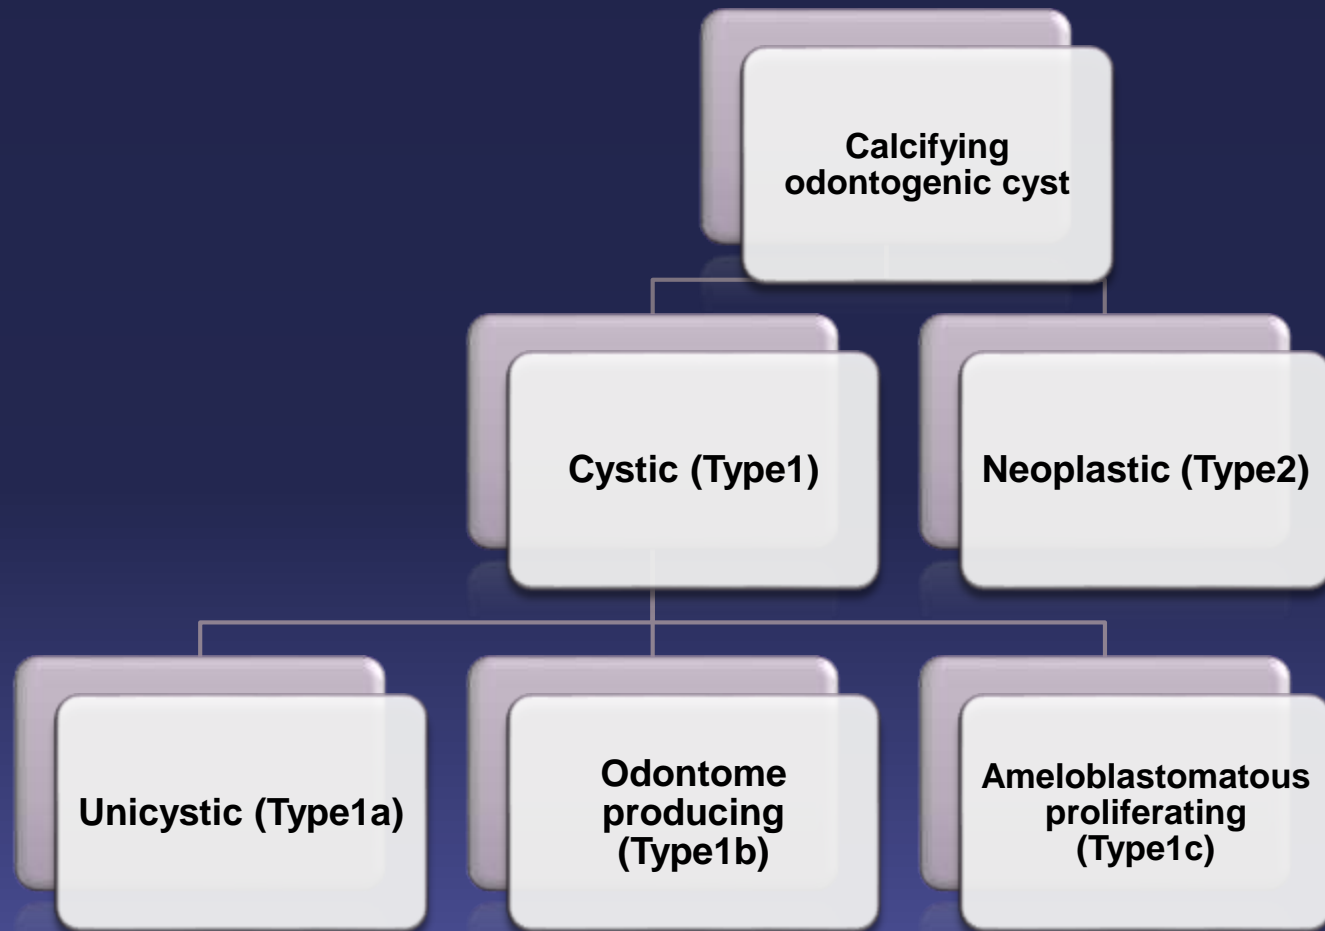 Calcifying
odontogenic cyst
Cystic (Type1)
Neoplastic (Type2)
Unicystic (Type1a)
Odontome
producing
(Type1b)
Ameloblastomatous
proliferating
(Type1c)